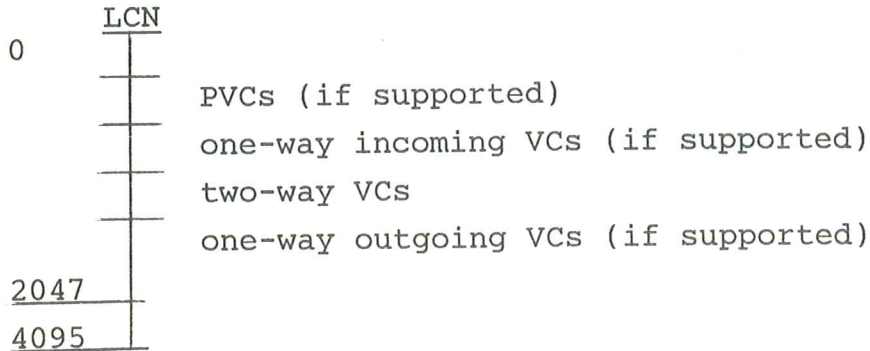 LCN
0
PVCs (if supported)
one-way incoming VCs (if supported)
two-way VCs
one-way outgoing VCs (if supported)
2047
4095